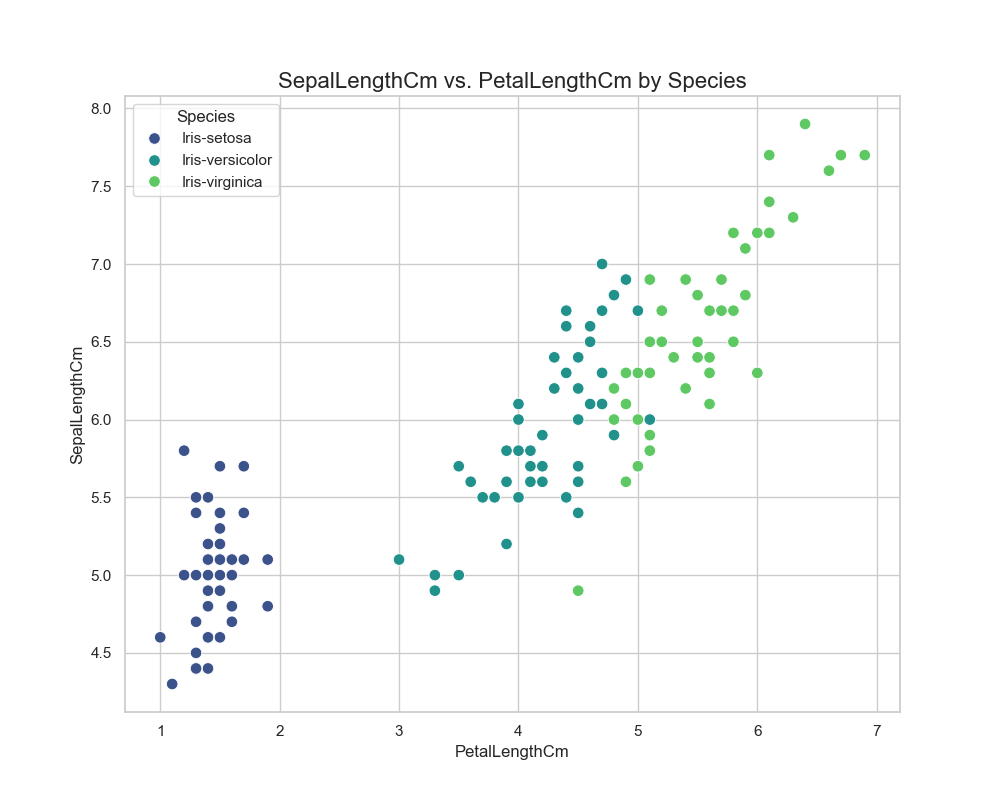 SepalLengthCm vs. PetalLengthCm by Species
Species
Iris-setosa
Iris-versicolor
Iris-virginica
SepalLengthCm
8.0
7.5
7.0
6.5
6.0
5.5
5.0
4.5
1 2 3 4 5 6 7
PetalLengthCm